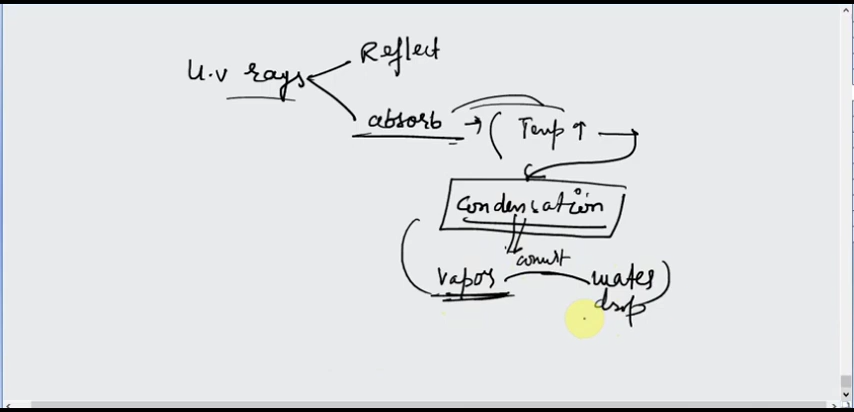 U.v rays
Reflect
absorb → ( Temp ↑
condensation
convert
vapor
water
drop